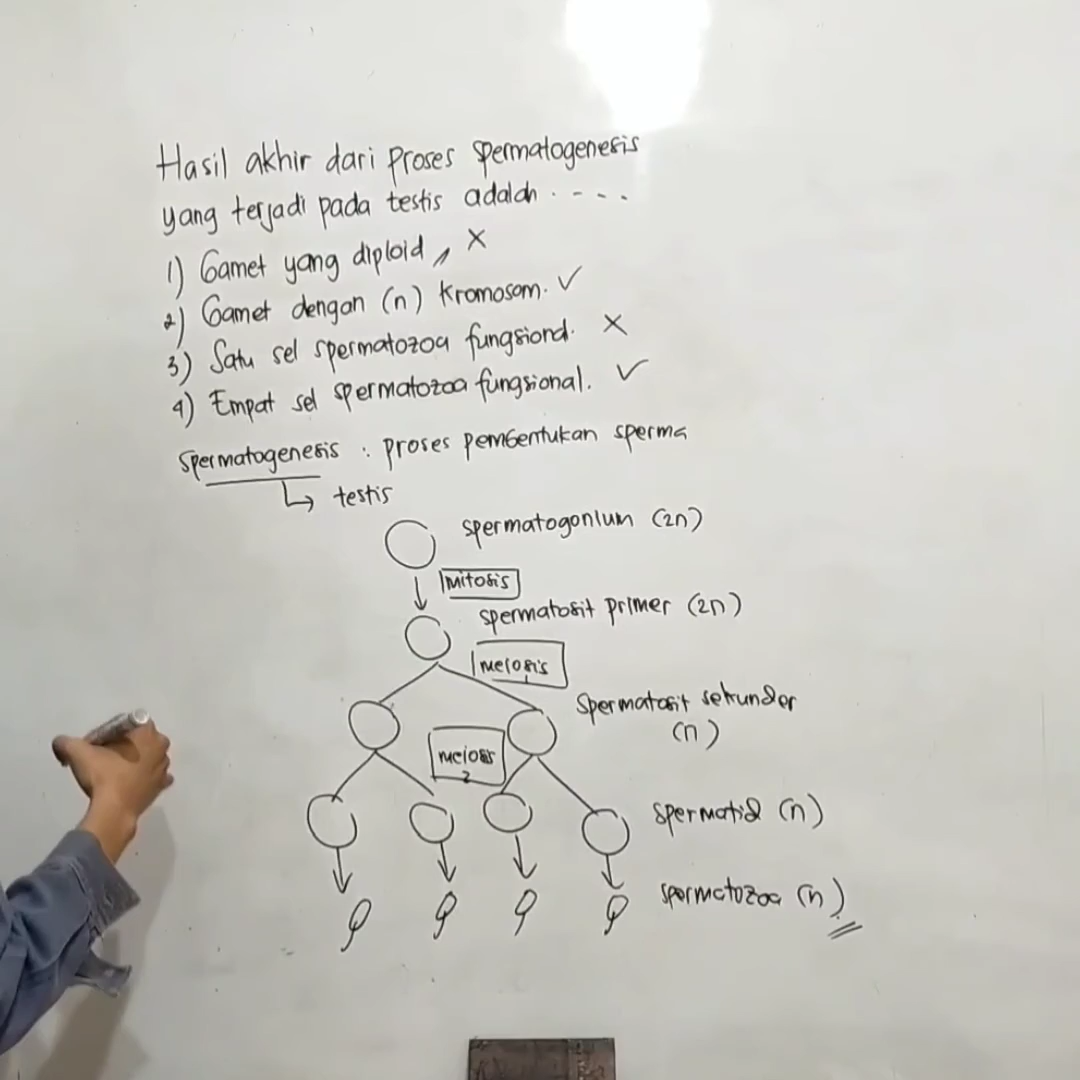 Hasil akhir dari Proses spermatogenesis
yang terjadi pada testis adalah ....
1) Gamet yang diploid, ×
2) Gamet dengan (n) kromosom. ✓
3) Satu sel spermatozoa fungsional. ×
4) Empat sel spermatozoa fungsional. ✓
Spermatogenesis : proses pembentukan sperma
↳ testis
spermatogonium (2n)
mitosis
spermatosit primer (2n)
meiosis
1
spermatosit sekunder
(n)
meiosis
2
spermatid (n)
spermatozoa (n)